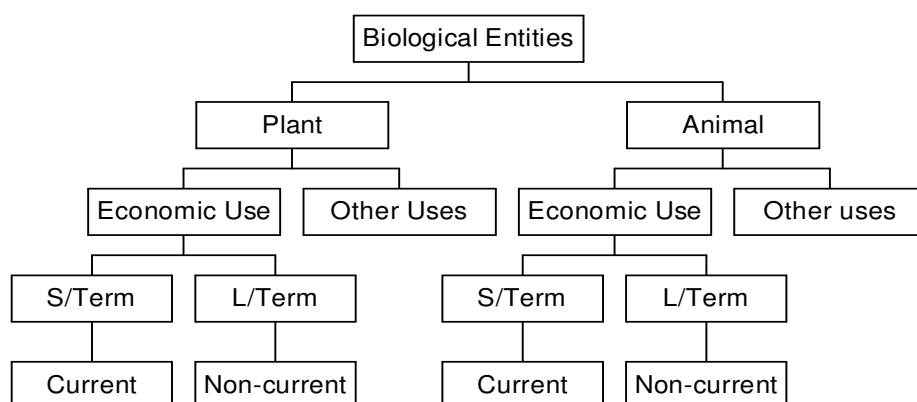 Biological Entities
Plant
Animal
Economic Use
Other Uses
Economic Use
Other uses
S/Term
L/Term
S/Term
L/Term
Current
Non-current
Current
Non-current